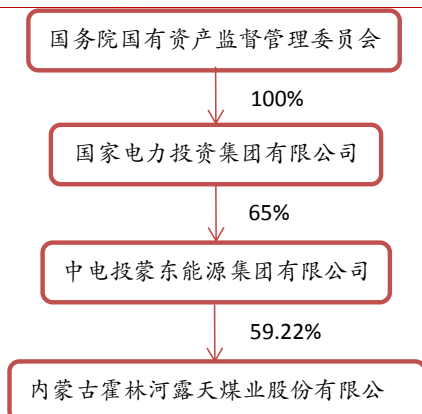 国务院国有资产监督管理委员会
100%
国家电力投资集团有限公司
65%
中电投蒙东能源集团有限公司
59.22%
内蒙古霍林河露天煤业股份有限公